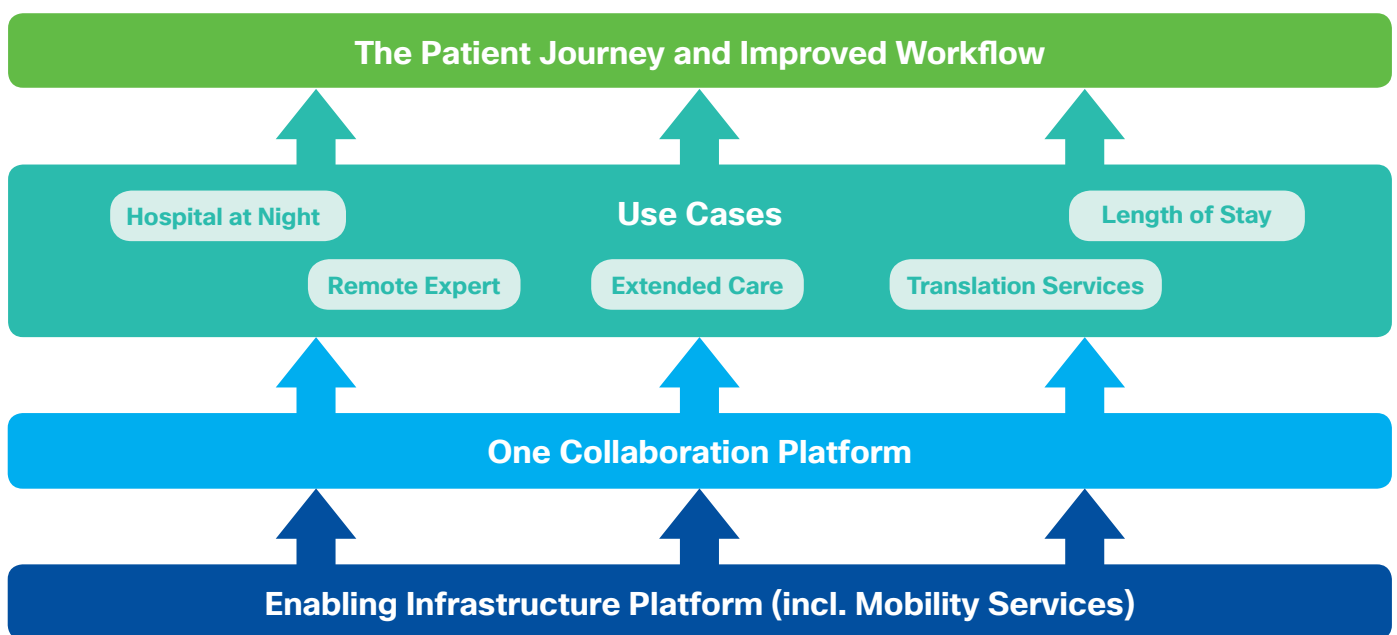 The Patient Journey and Improved Workflow
Hospital at Night
Use Cases
Length of Stay
Remote Expert
Extended Care
Translation Services
One Collaboration Platform
Enabling Infrastructure Platform (incl. Mobility Services)